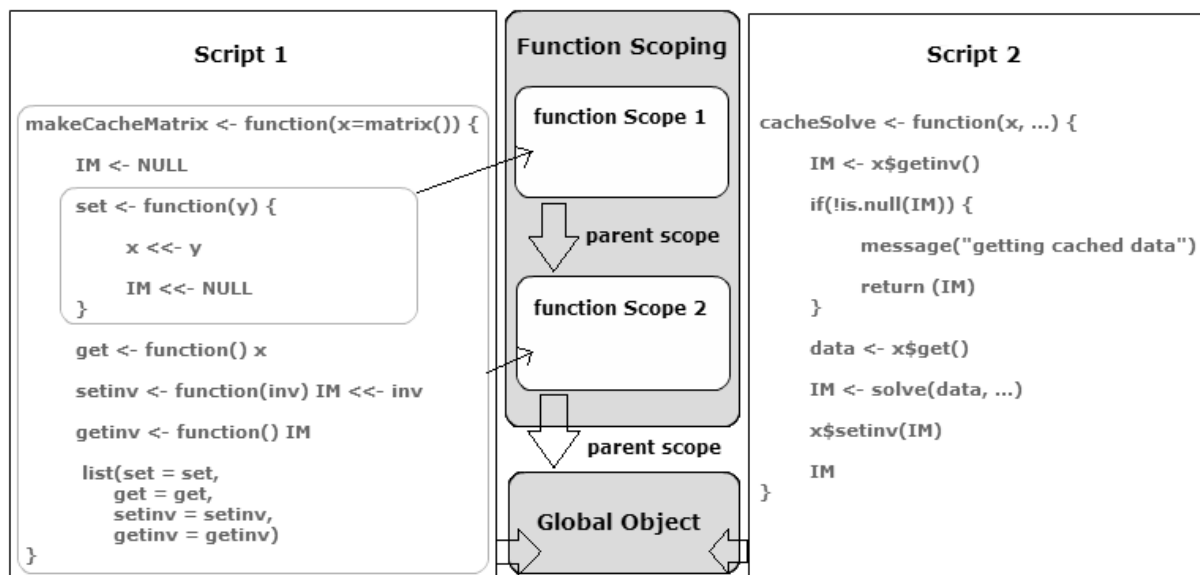 Script 1
makeCacheMatrix <- function(x=matrix()) {
IM <- NULL
set <- function(y) {
x <<- y
IM <<- NULL
}
get <- function() x
setinv <- function(inv) IM <<- inv
getinv <- function() IM
list(set = set,
get = get,
setinv = setinv,
getinv = getinv)
}
Function Scoping
function Scope 1
parent scope
function Scope 2
parent scope
Global Object
Script 2
cacheSolve <- function(x, ...) {
IM <- x$getinv()
if(!is.null(IM)) {
message("getting cached data")
return (IM)
}
data <- x$get()
IM <- solve(data, ...)
x$setinv(IM)
IM
}